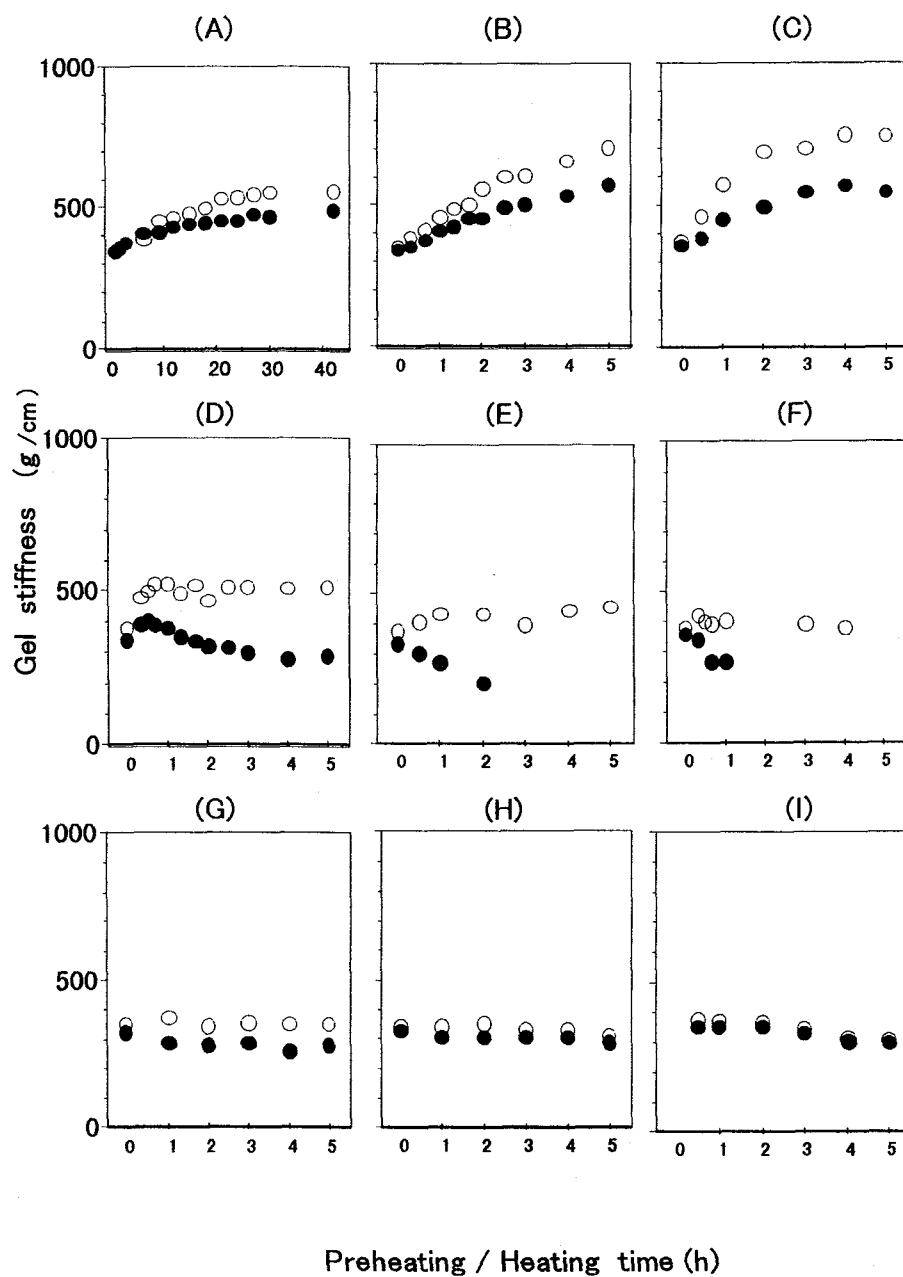 (A) (B) (C)
1000
500
0
0 10 20 30 40 0 1 2 3 4 5 0 1 2 3 4 5
(D) (E) (F)
1000
500
0
0 1 2 3 4 5 0 1 2 3 4 5 0 1 2 3 4 5
(G) (H) (I)
1000
500
0
0 1 2 3 4 5 0 1 2 3 4 5 0 1 2 3 4 5
Gel stiffness (g/cm)
Preheating / Heating time (h)